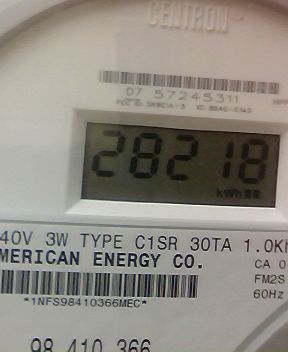 CENTRON
07 57245311
28218
kWh
40V 3W TYPE C1SR 30TA 1.0K
MERICAN ENERGY CO.
CA 0
FM2S
60Hz
*1NFS98410366MEC*
98 410 366